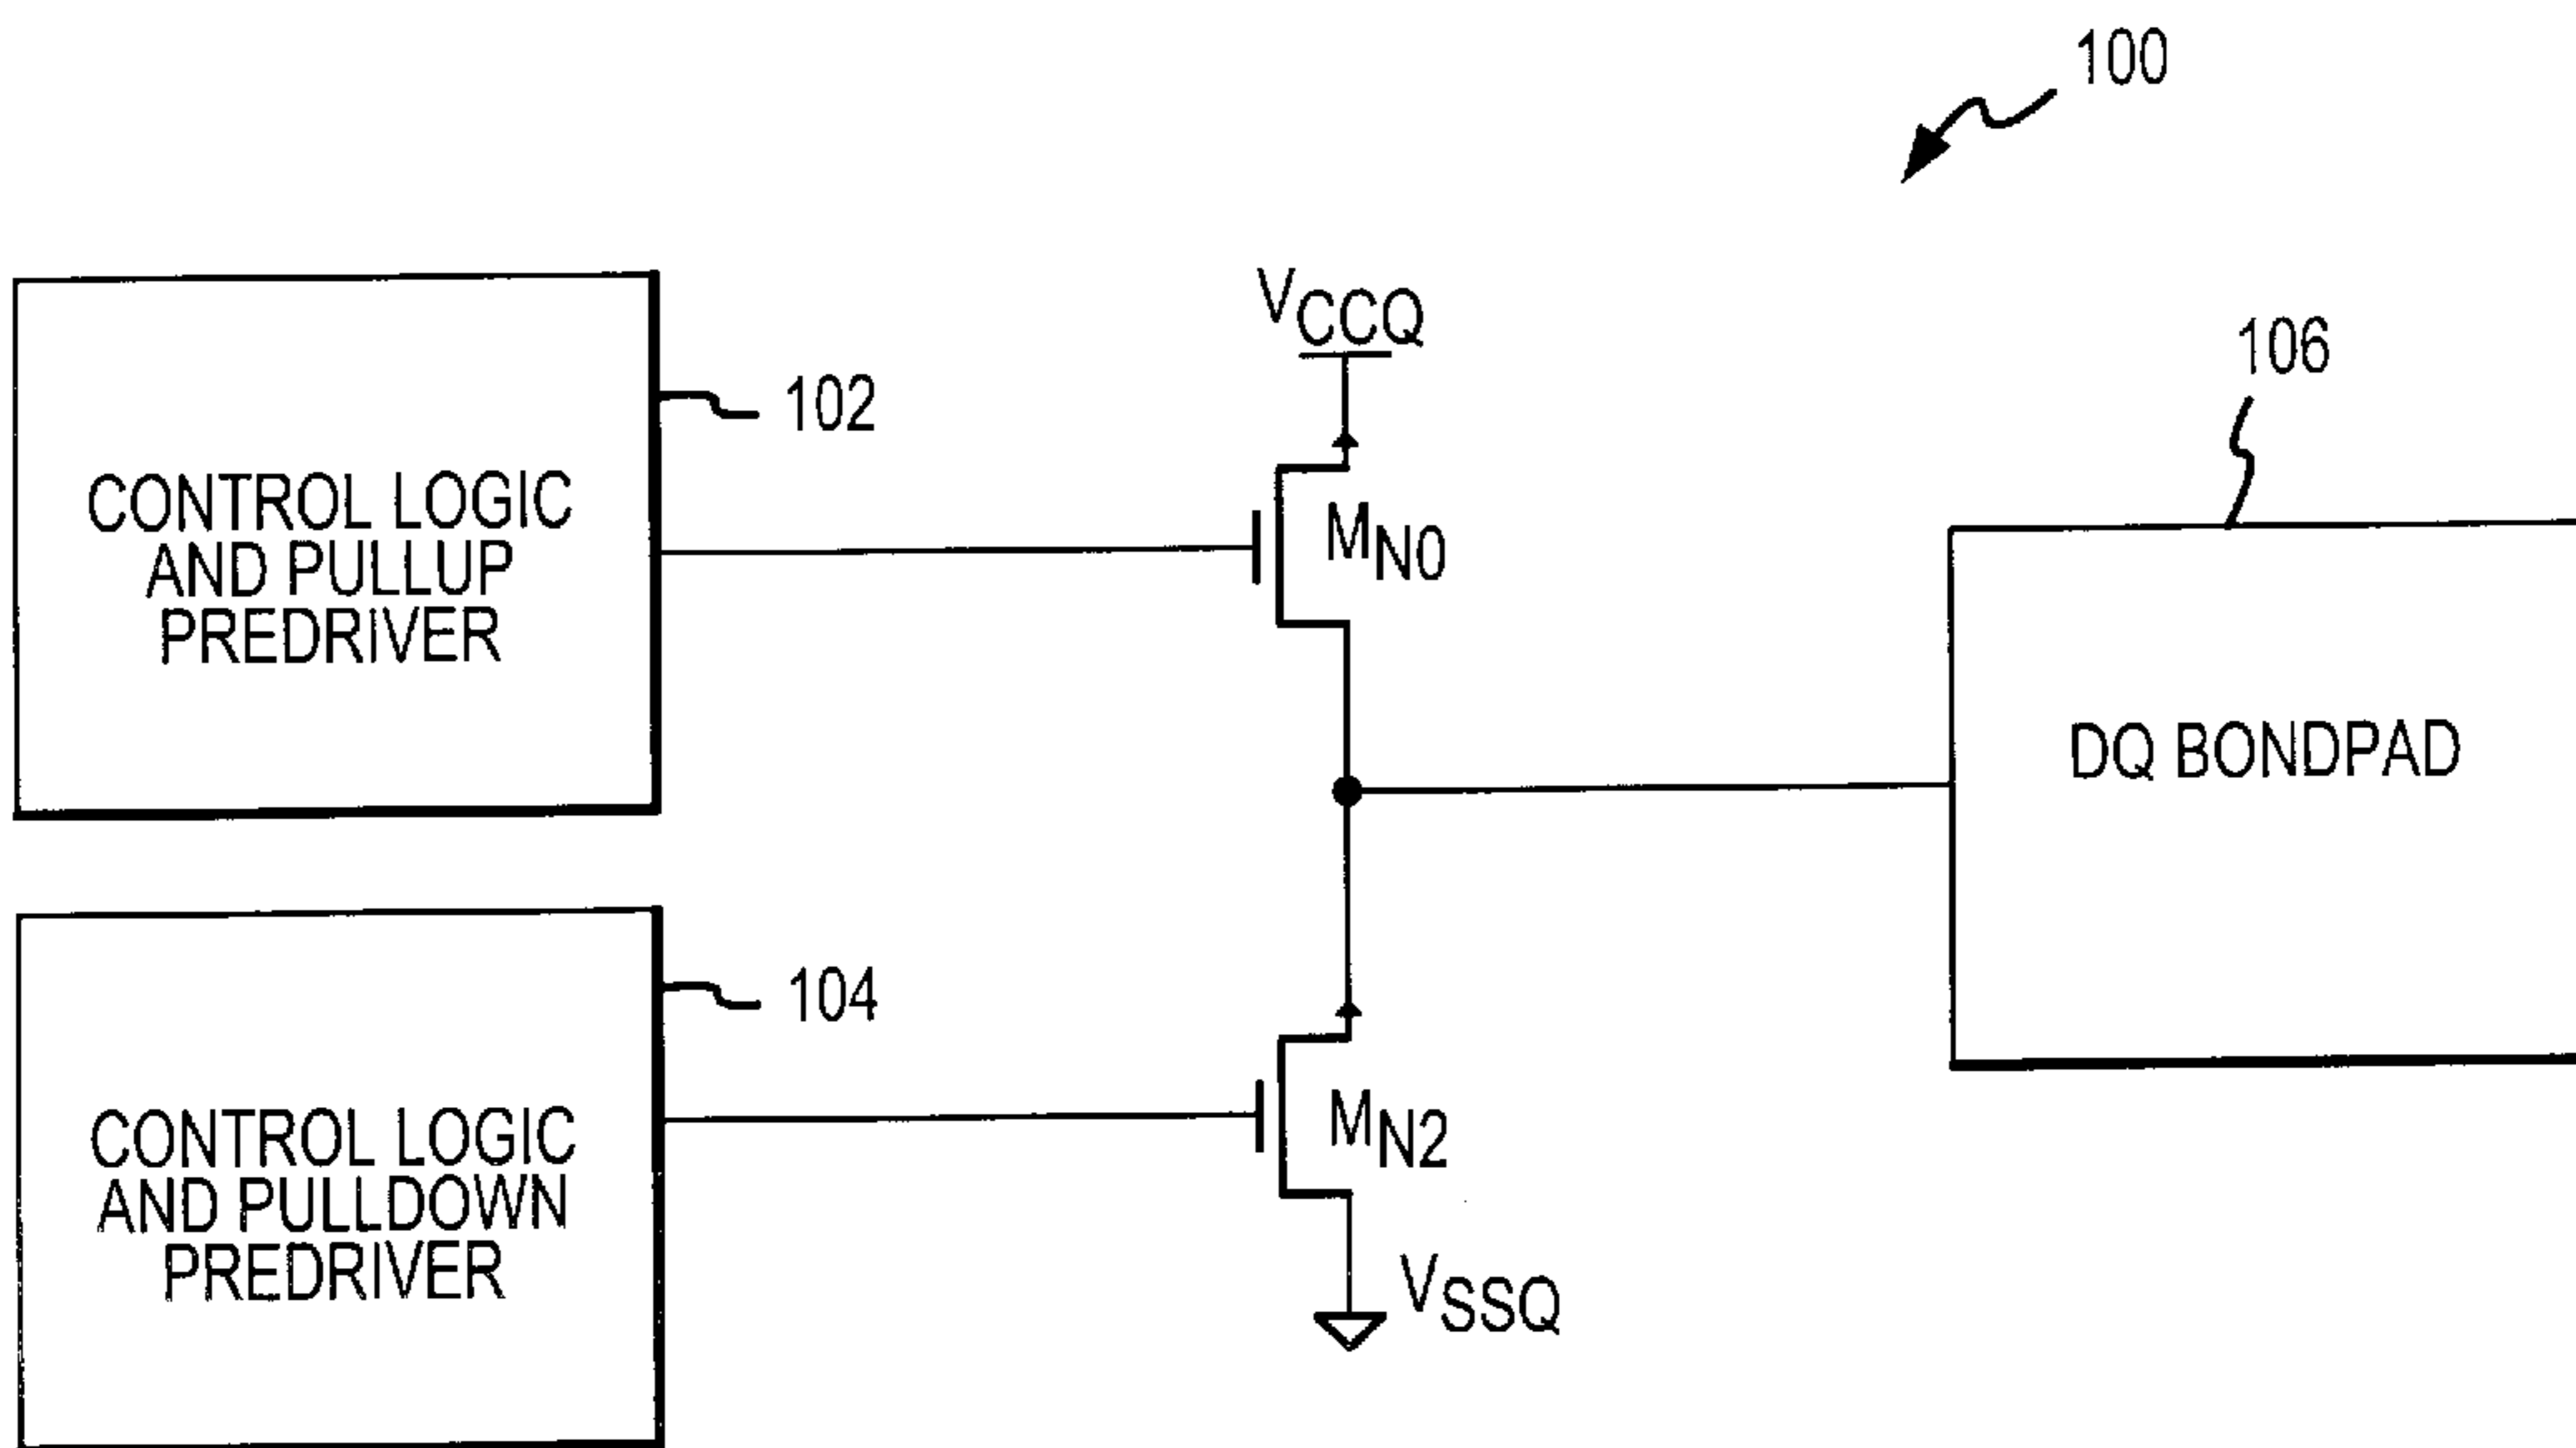 100
VCCQ
106
102
CONTROL LOGIC
AND PULLUP
PREDRIVER
MN0
DQ BONDPAD
104
CONTROL LOGIC
AND PULLDOWN
PREDRIVER
MN2
VSSQ